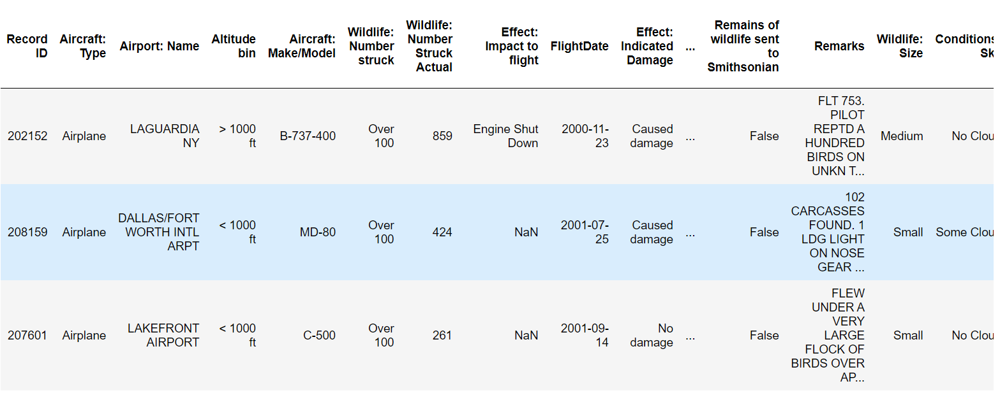 Record ID Aircraft: Type Airport: Name Altitude bin Aircraft: Make/Model Wildlife: Number struck Wildlife: Number Struck Actual Effect: Impact to flight FlightDate Effect: Indicated Damage ... Remains of wildlife sent to Smithsonian Remarks Wildlife: Size Conditions Sk
202152 Airplane LAGUARDIA NY > 1000 ft B-737-400 Over 100 859 Engine Shut Down 2000-11-23 Caused damage ... False FLT 753. PILOT REPTD A HUNDRED BIRDS ON UNKN T... Medium No Clou
208159 Airplane DALLAS/FORT WORTH INTL ARPT < 1000 ft MD-80 Over 100 424 NaN 2001-07-25 Caused damage ... False 102 CARCASSES FOUND. 1 LDG LIGHT ON NOSE GEAR ... Small Some Clou
207601 Airplane LAKEFRONT AIRPORT < 1000 ft C-500 Over 100 261 NaN 2001-09-14 No damage ... False FLEW UNDER A VERY LARGE FLOCK OF BIRDS OVER AP... Small No Clou